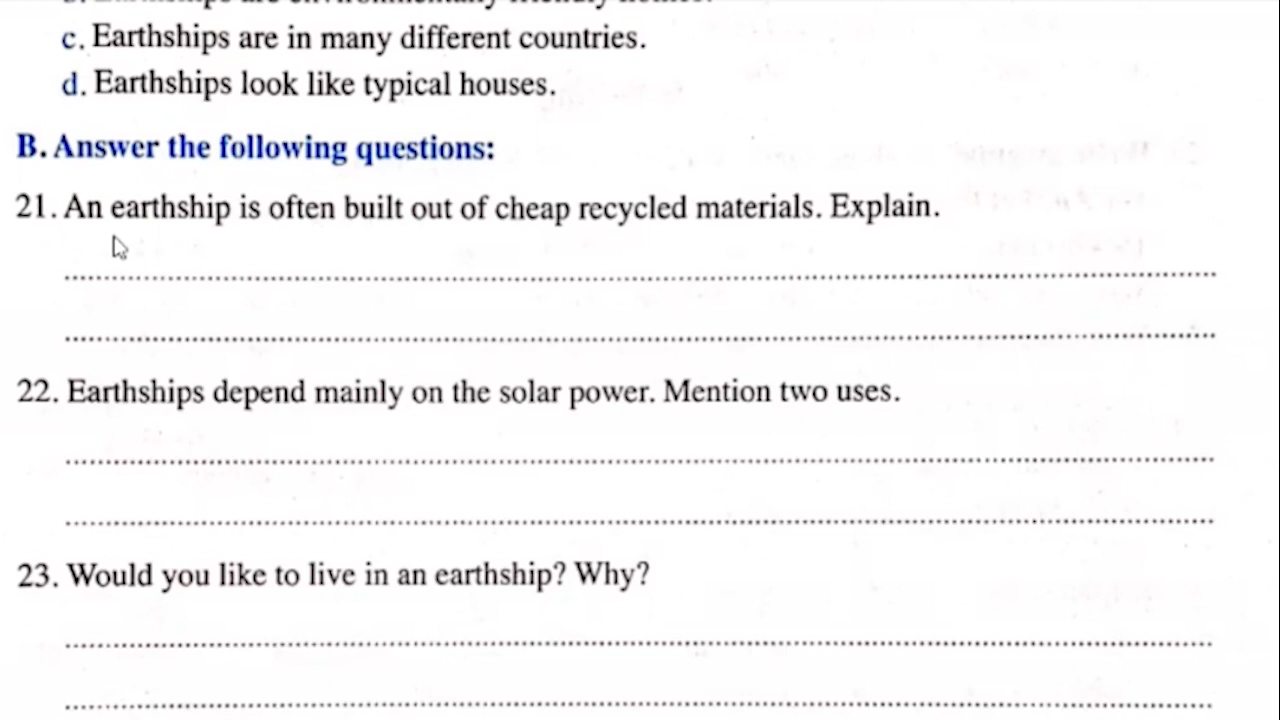 c. Earthships are in many different countries.
d. Earthships look like typical houses.
B. Answer the following questions:
21. An earthship is often built out of cheap recycled materials. Explain.
22. Earthships depend mainly on the solar power. Mention two uses.
23. Would you like to live in an earthship? Why?